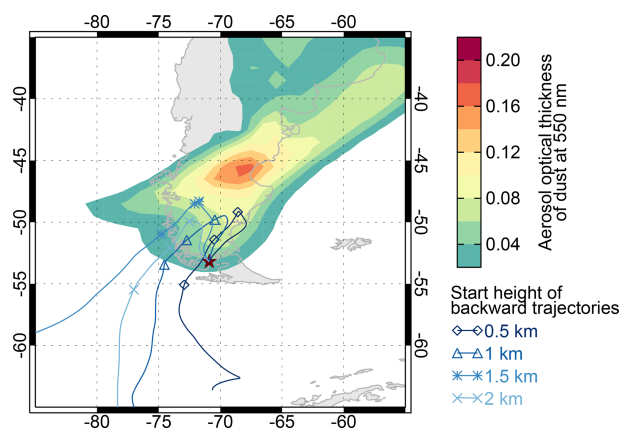 -80 -75 -70 -65 -60
-40 -40
-45 -45
-50 -50
-55 -55
-60 -60
-80 -75 -70 -65 -60
0.20
0.16
0.12
0.08
0.04
Aerosol optical thickness
of dust at 550 nm
Start height of
backward trajectories
0.5 km
1 km
1.5 km
2 km